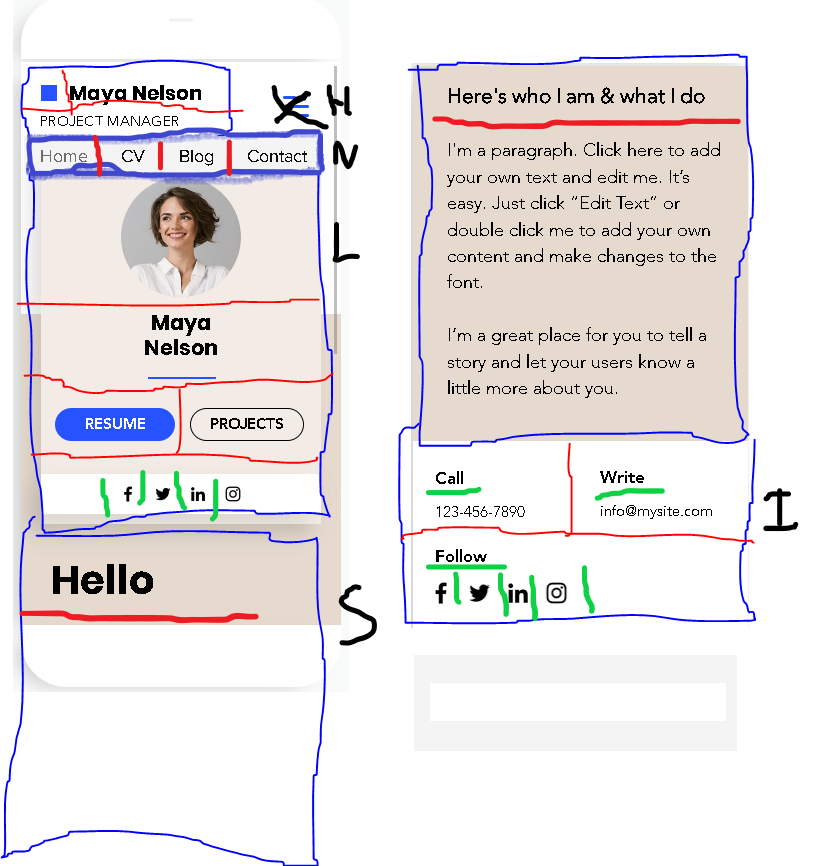 Maya Nelson
H
PROJECT MANAGER
Home CV Blog Contact
N
L
Maya
Nelson
RESUME PROJECTS
f in
Hello
S
Here's who I am & what I do
I'm a paragraph. Click here to add
your own text and edit me. It's
easy. Just click “Edit Text” or
double click me to add your own
content and make changes to the
font.
I’m a great place for you to tell a
story and let your users know a
little more about you.
Call Write
123-456-7890 info@mysite.com
I
Follow
f in